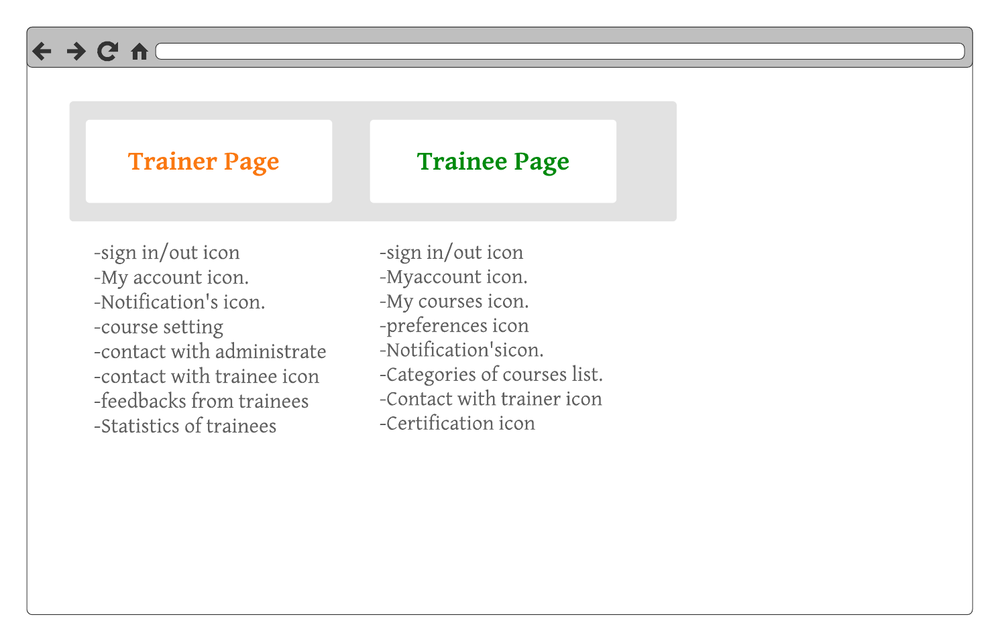 Trainer Page
Trainee Page
-sign in/out icon
-My account icon.
-Notification's icon.
-course setting
-contact with administrate
-contact with trainee icon
-feedbacks from trainees
-Statistics of trainees
-sign in/out icon
-Myaccount icon.
-My courses icon.
-preferences icon
-Notification'sicon.
-Categories of courses list.
-Contact with trainer icon
-Certification icon